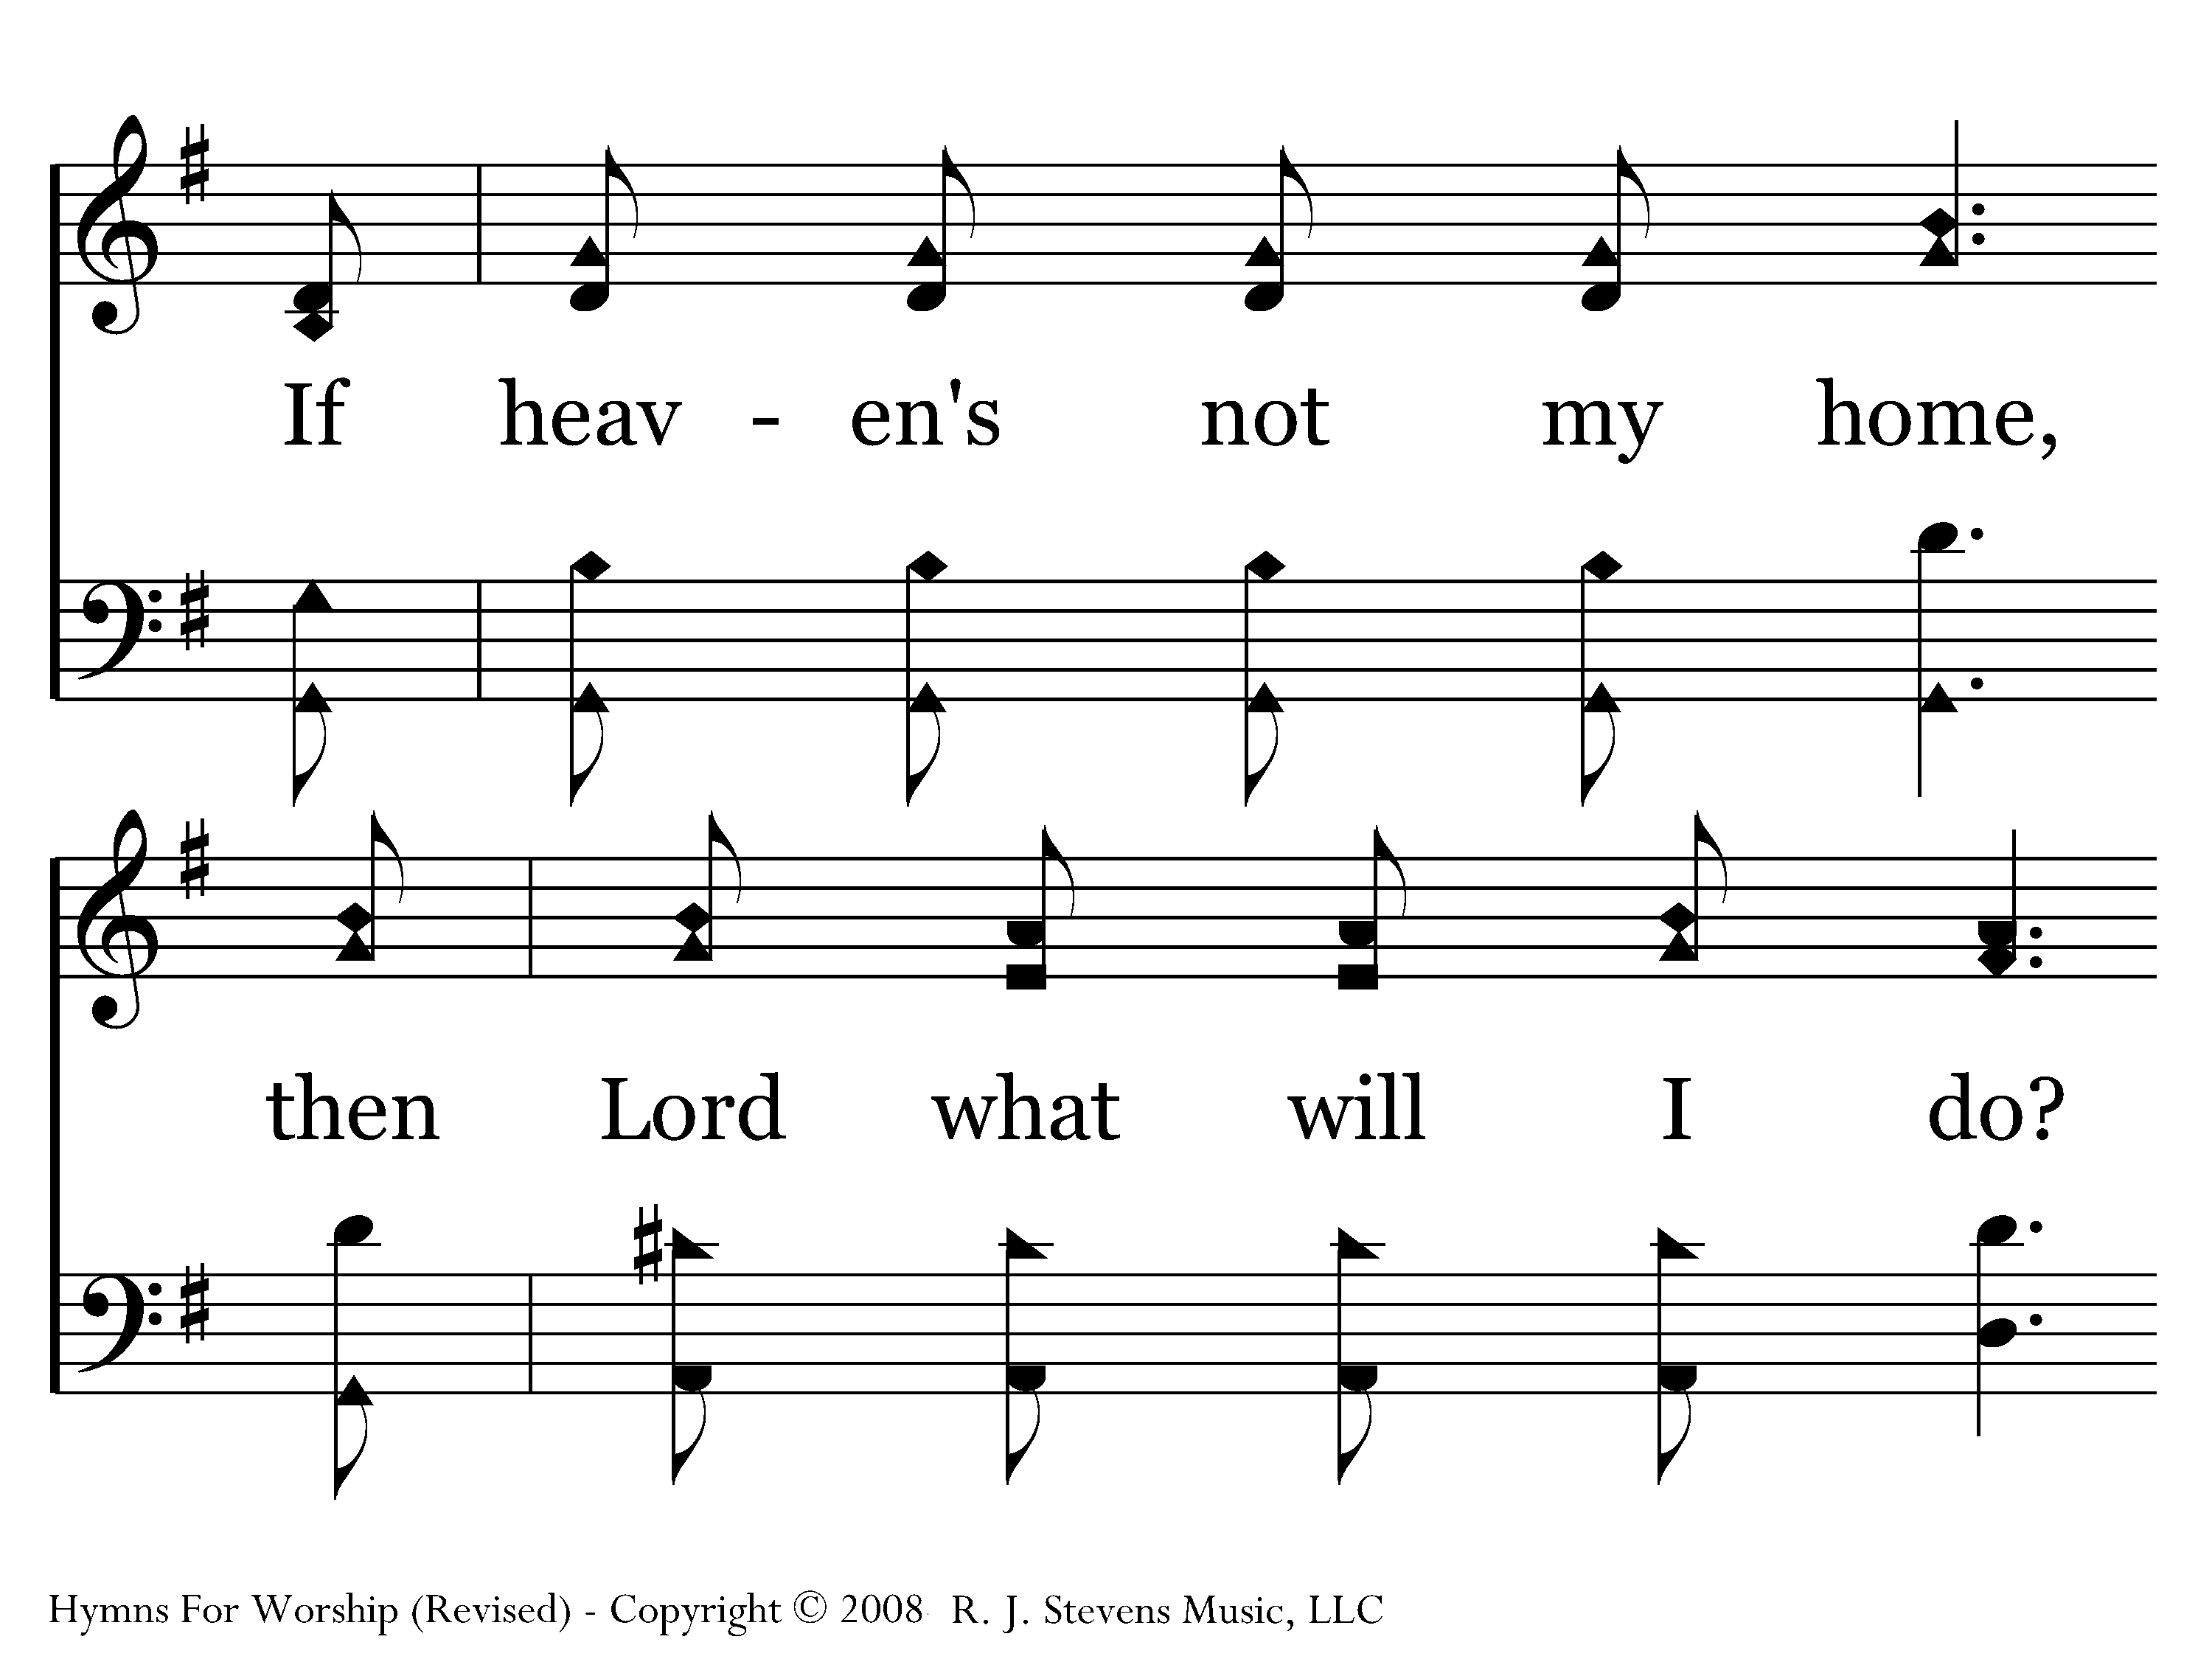 If heav - en's not my home,
then Lord what will I do?
Hymns For Worship (Revised) - Copyright © 2008 R. J. Stevens Music, LLC